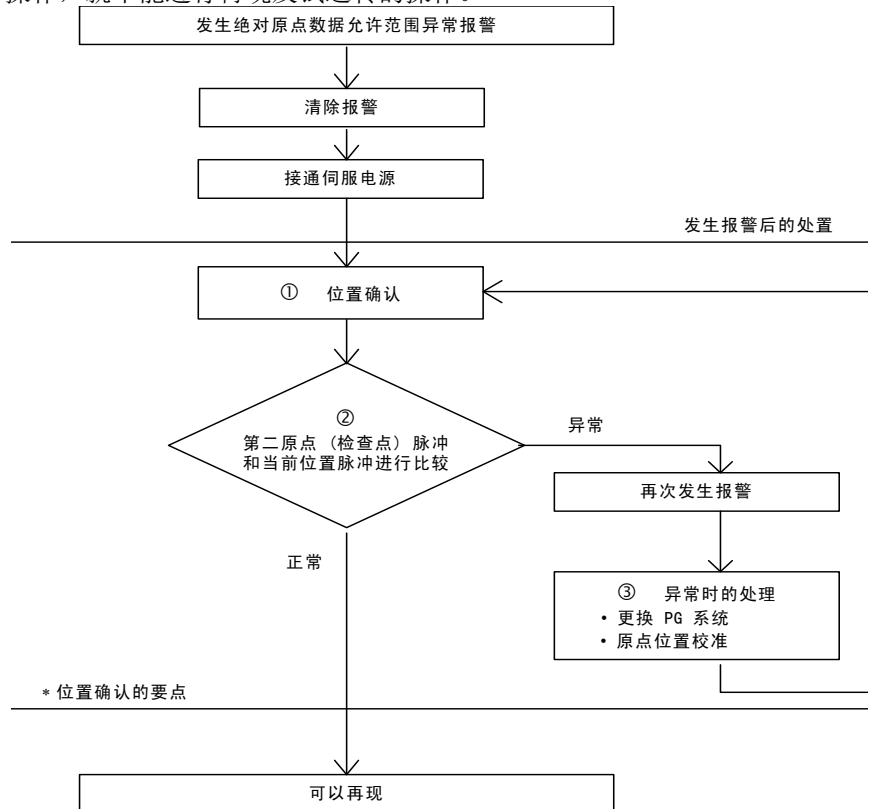 发生绝对原点数据允许范围异常报警
清除报警
接通伺服电源
发生报警后的处置
① 位置确认
②
第二原点 (检查点) 脉冲
和当前位置脉冲进行比较
异常
再次发生报警
正常
③ 异常时的处理
• 更换 PG 系统
• 原点位置校准
* 位置确认的要点
可以再现